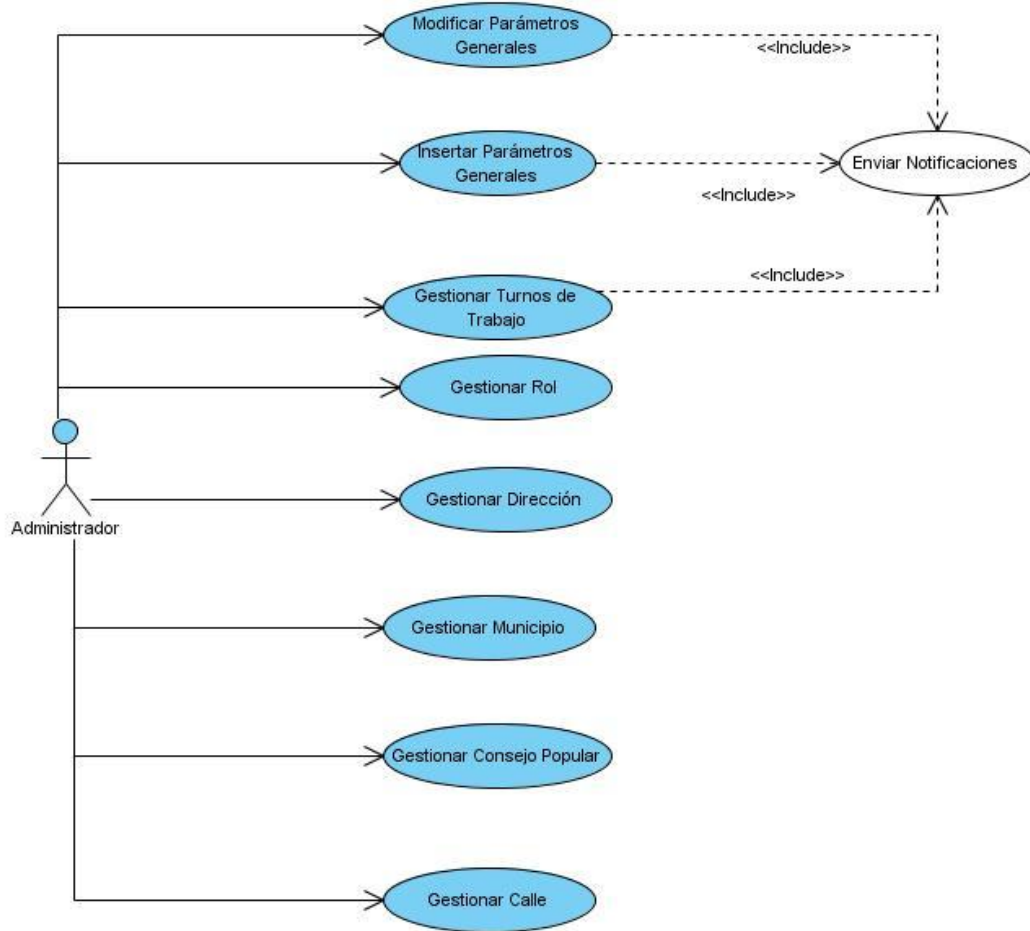 Modificar Parámetros
Generales
<<Include>>
Insertar Parámetros
Generales
Enviar Notificaciones
<<Include>>
<<Include>>
Gestionar Turnos de
Trabajo
Gestionar Rol
Gestionar Dirección
Administrador
Gestionar Municipio
Gestionar Consejo Popular
Gestionar Calle